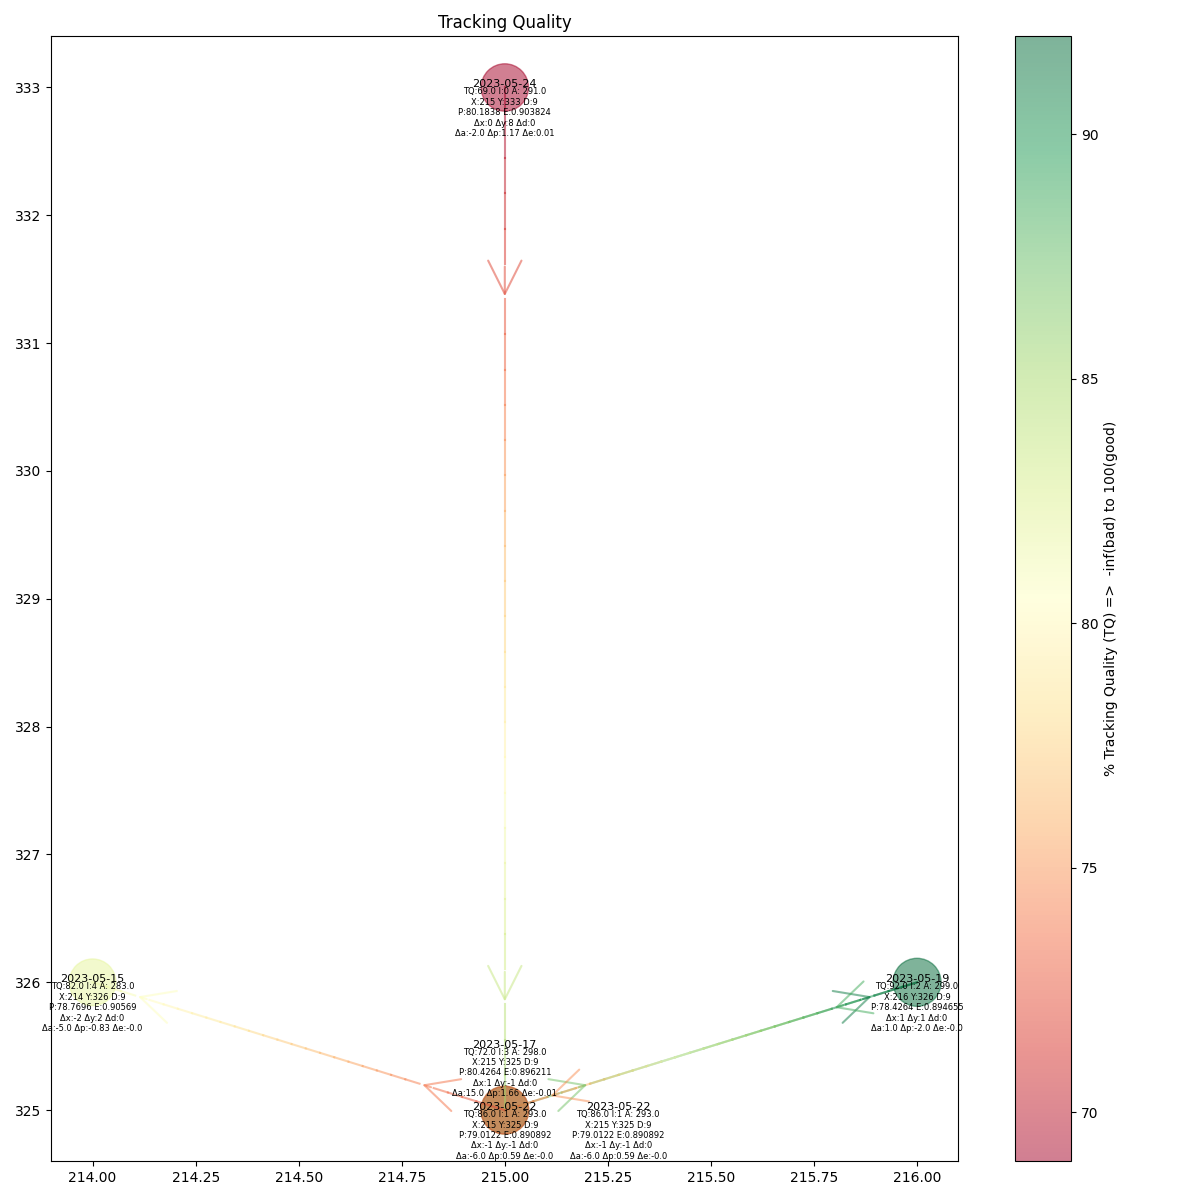 Tracking Quality
333
332
331
330
329
328
327
326
325
214.00
214.25
214.50
214.75
215.00
215.25
215.50
215.75
216.00
2023-05-24
TQ:69.0 I:0 A: 291.0
X:215 Y:333 D:9
P:80.1838 E:0.903824
Δx:0 Δy:8 Δd:0
Δa:-2.0 Δp:1.17 Δe:0.01
2023-05-15
TQ:82.0 I:4 A: 283.0
X:214 Y:326 D:9
P:78.7696 E:0.90569
Δx:-2 Δy:2 Δd:0
Δa:-5.0 Δp:-0.83 Δe:-0.0
2023-05-19
TQ:92.0 I:2 A: 299.0
X:216 Y:326 D:9
P:78.4264 E:0.894655
Δx:1 Δy:1 Δd:0
Δa:1.0 Δp:-2.0 Δe:-0.0
2023-05-17
TQ:72.0 I:3 A: 298.0
X:215 Y:325 D:9
P:80.4264 E:0.896211
Δx:1 Δy:-1 Δd:0
Δa:15.0 Δp:1.66 Δe:-0.01
2023-05-22
TQ:86.0 I:1 A: 293.0
X:215 Y:325 D:9
P:79.0122 E:0.890892
Δx:-1 Δy:-1 Δd:0
Δa:-6.0 Δp:0.59 Δe:-0.0
2023-05-22
TQ:86.0 I:1 A: 293.0
X:215 Y:325 D:9
P:79.0122 E:0.890892
Δx:-1 Δy:-1 Δd:0
Δa:-6.0 Δp:0.59 Δe:-0.0
90
85
80
75
70
% Tracking Quality (TQ) => -inf(bad) to 100(good)